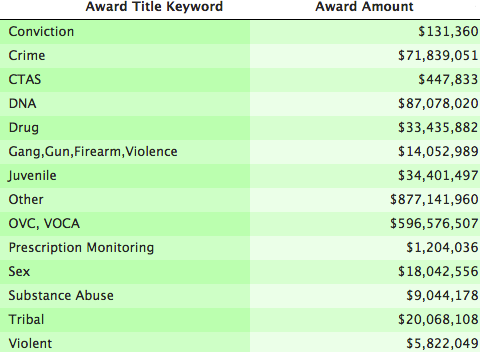 Award Title Keyword Award Amount
Conviction $131,360
Crime $71,839,051
CTAS $447,833
DNA $87,078,020
Drug $33,435,882
Gang,Gun,Firearm,Violence $14,052,989
Juvenile $34,401,497
Other $877,141,960
OVC, VOCA $596,576,507
Prescription Monitoring $1,204,036
Sex $18,042,556
Substance Abuse $9,044,178
Tribal $20,068,108
Violent $5,822,049